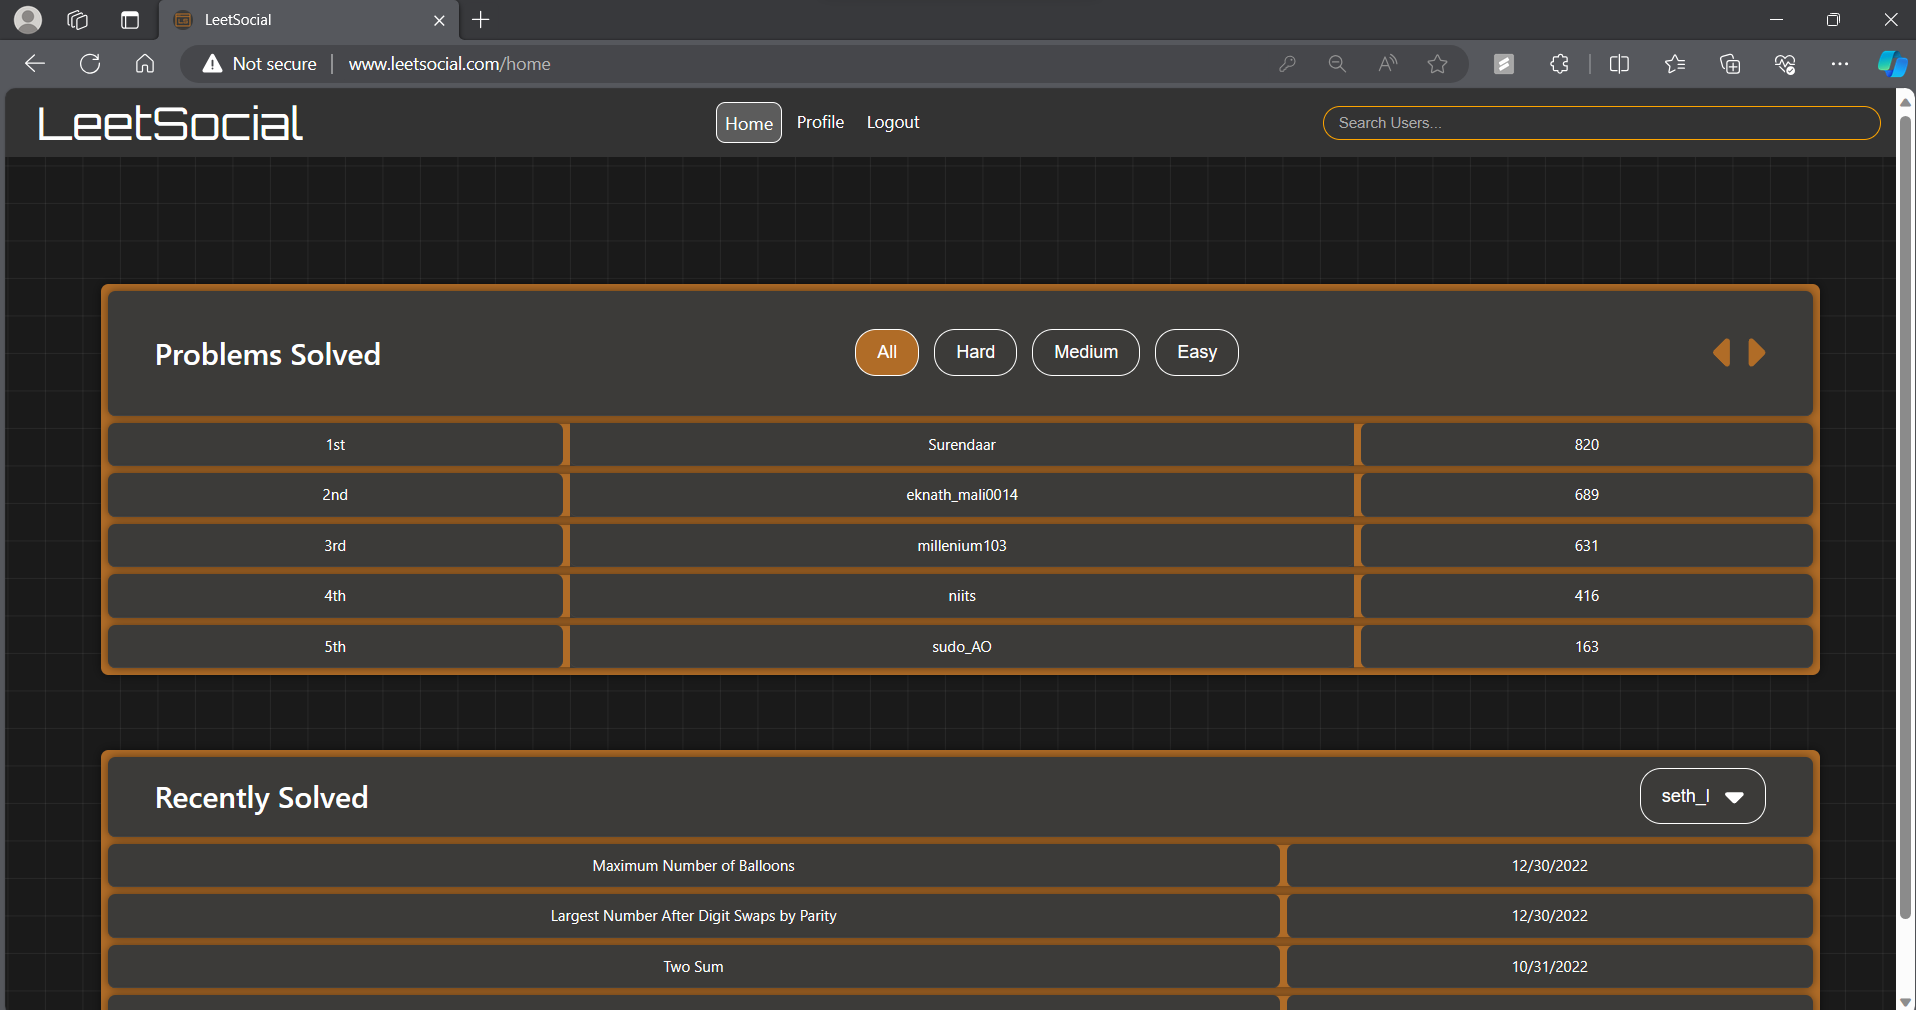 LeetSocial
Not secure www.leetsocial.com/home
LeetSocial Home Profile Logout Search Users...
Problems Solved All Hard Medium Easy
1st Surendaar 820
2nd eknath_mali0014 689
3rd millenium103 631
4th niits 416
5th sudo_AO 163
Recently Solved seth_l
Maximum Number of Balloons 12/30/2022
Largest Number After Digit Swaps by Parity 12/30/2022
Two Sum 10/31/2022